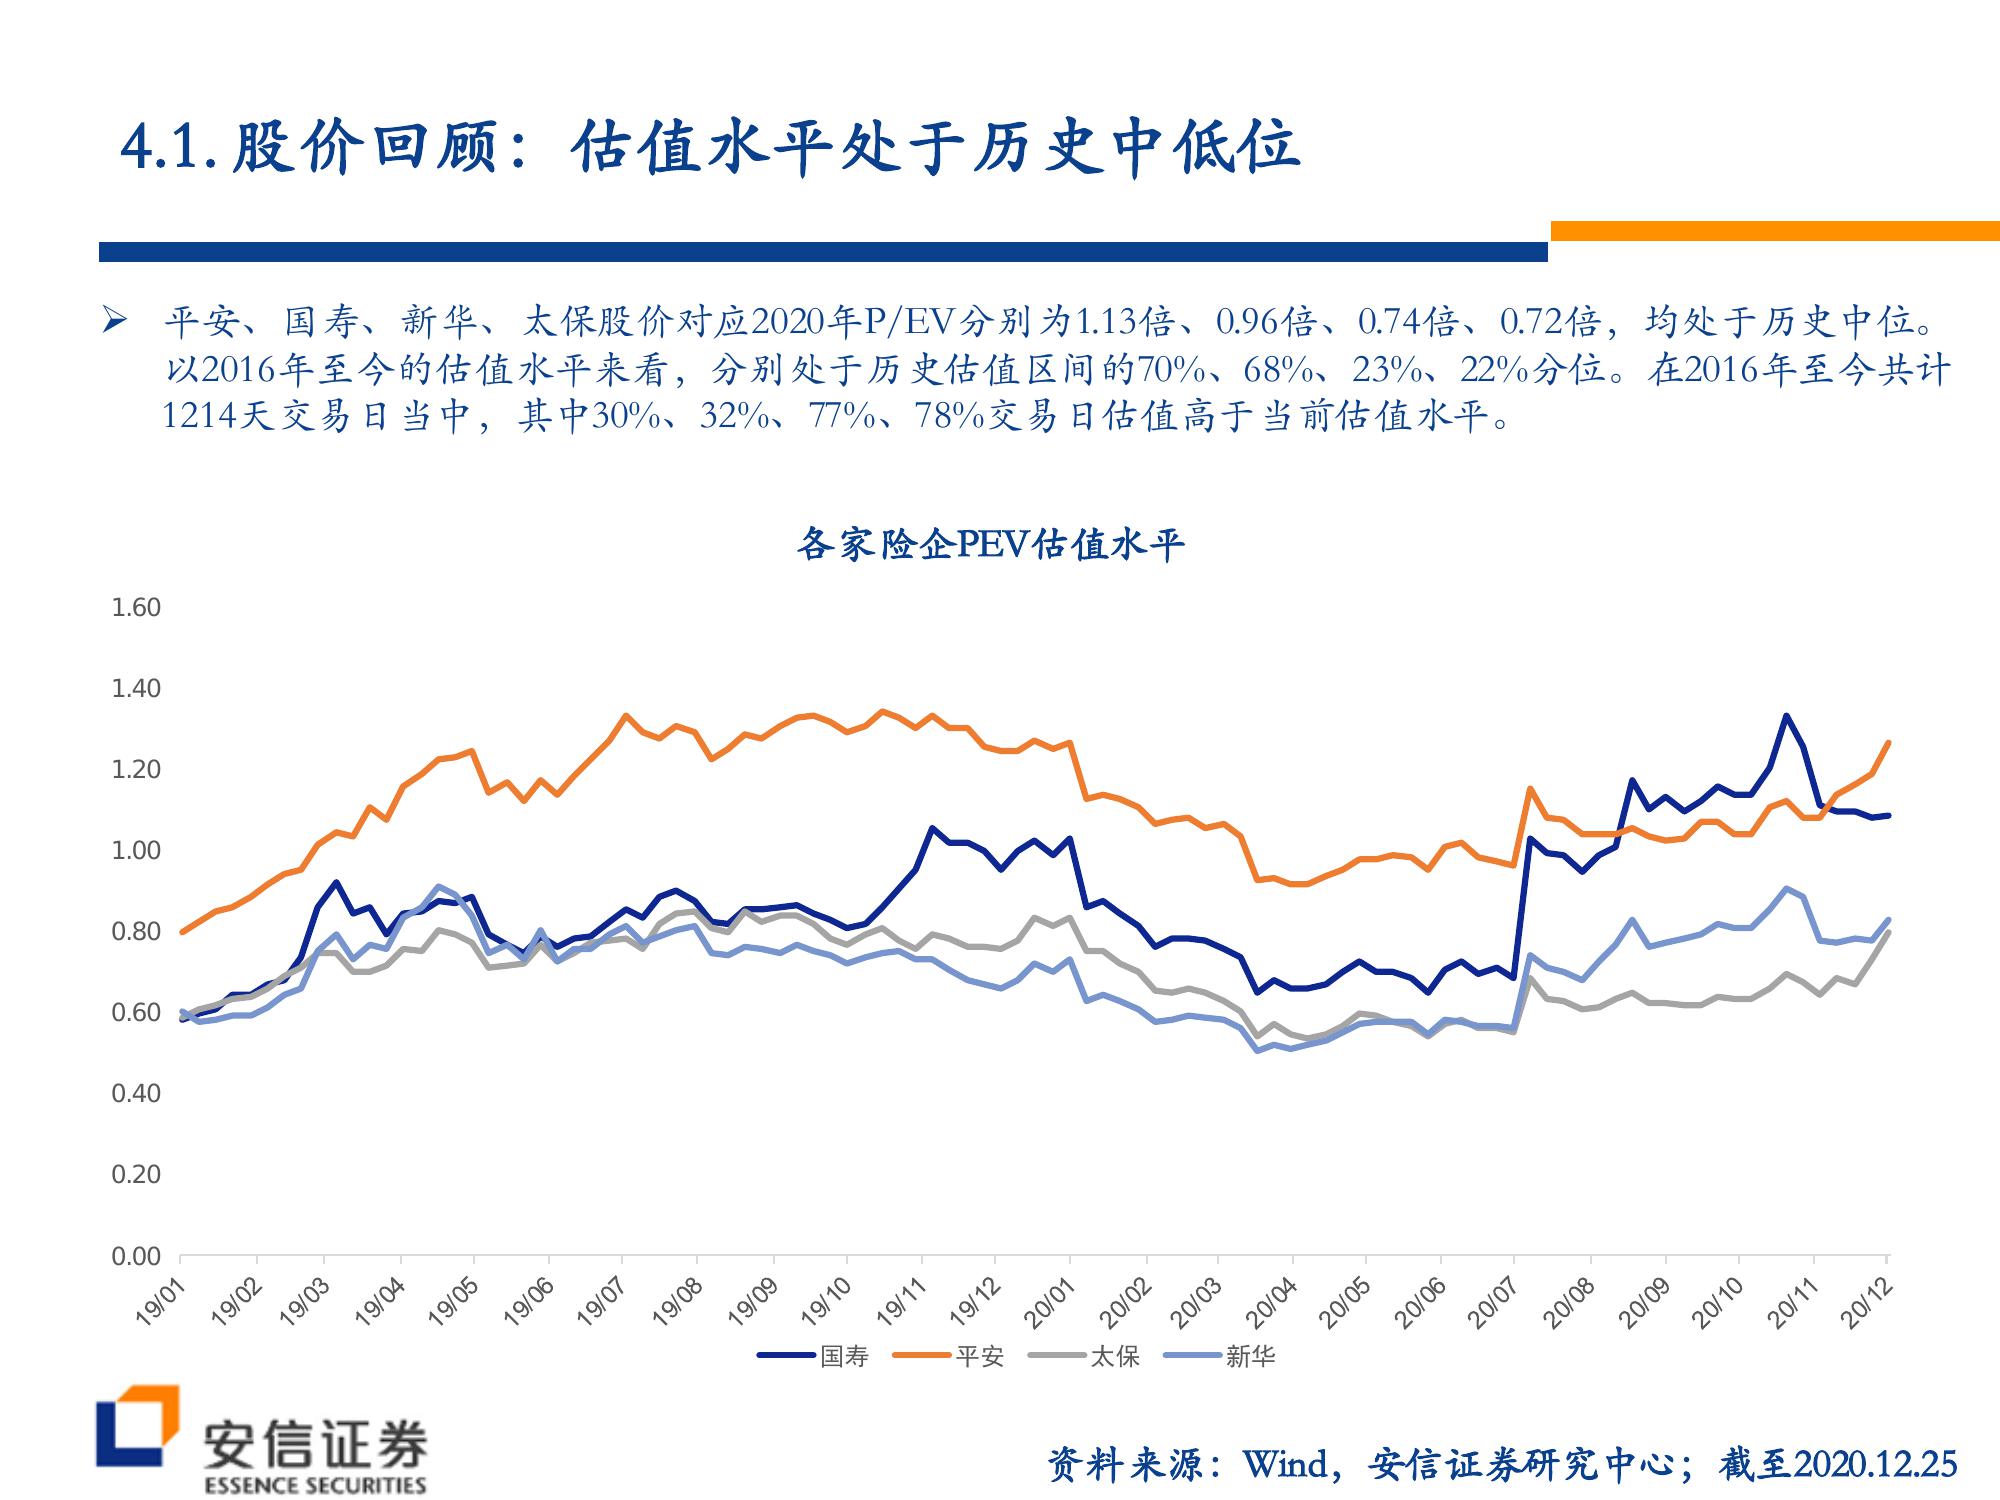 4.1. 股价回顾：估值水平处于历史中低位
➢ 平安、国寿、新华、太保股价对应2020年P/EV分别为1.13倍、0.96倍、0.74倍、0.72倍，均处于历史中位。
以2016年至今的估值水平来看，分别处于历史估值区间的70%、68%、23%、22%分位。在2016年至今共计
1214天交易日当中，其中30%、32%、77%、78%交易日估值高于当前估值水平。
各家险企PEV估值水平
1.60
1.40
1.20
1.00
0.80
0.60
0.40
0.20
0.00
19/01 19/02 19/03 19/04 19/05 19/06 19/07 19/08 19/09 19/10 19/11 19/12 20/01 20/02 20/03 20/04 20/05 20/06 20/07 20/08 20/09 20/10 20/11 20/12
国寿 平安 太保 新华
安信证券
ESSENCE SECURITIES
资料来源：Wind，安信证券研究中心；截至2020.12.25